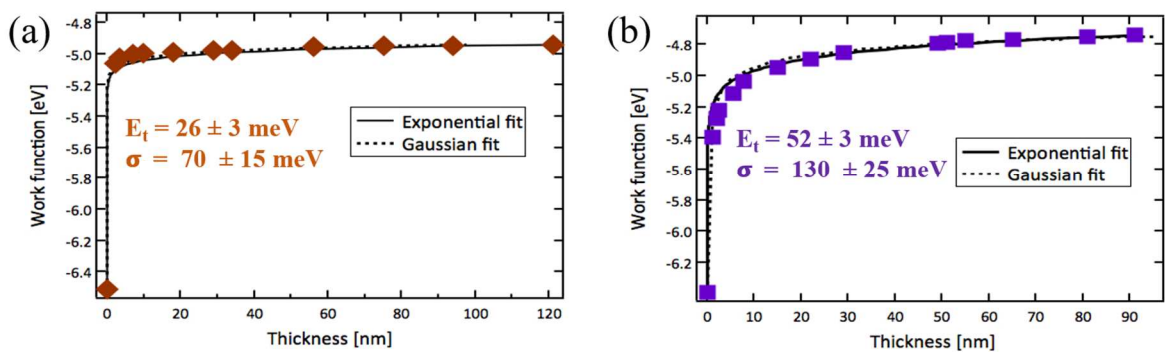 (a)
Work function [eV]
-4.8
-5.0
-5.2
-5.4
-5.6
-5.8
-6.0
-6.2
-6.4
E_t = 26 ± 3 meV
σ = 70 ± 15 meV
Exponential fit
Gaussian fit
0 20 40 60 80 100 120
Thickness [nm]
(b)
Work function [eV]
-4.8
-5.0
-5.2
-5.4
-5.6
-5.8
-6.0
-6.2
E_t = 52 ± 3 meV
σ = 130 ± 25 meV
Exponential fit
Gaussian fit
0 10 20 30 40 50 60 70 80 90
Thickness [nm]